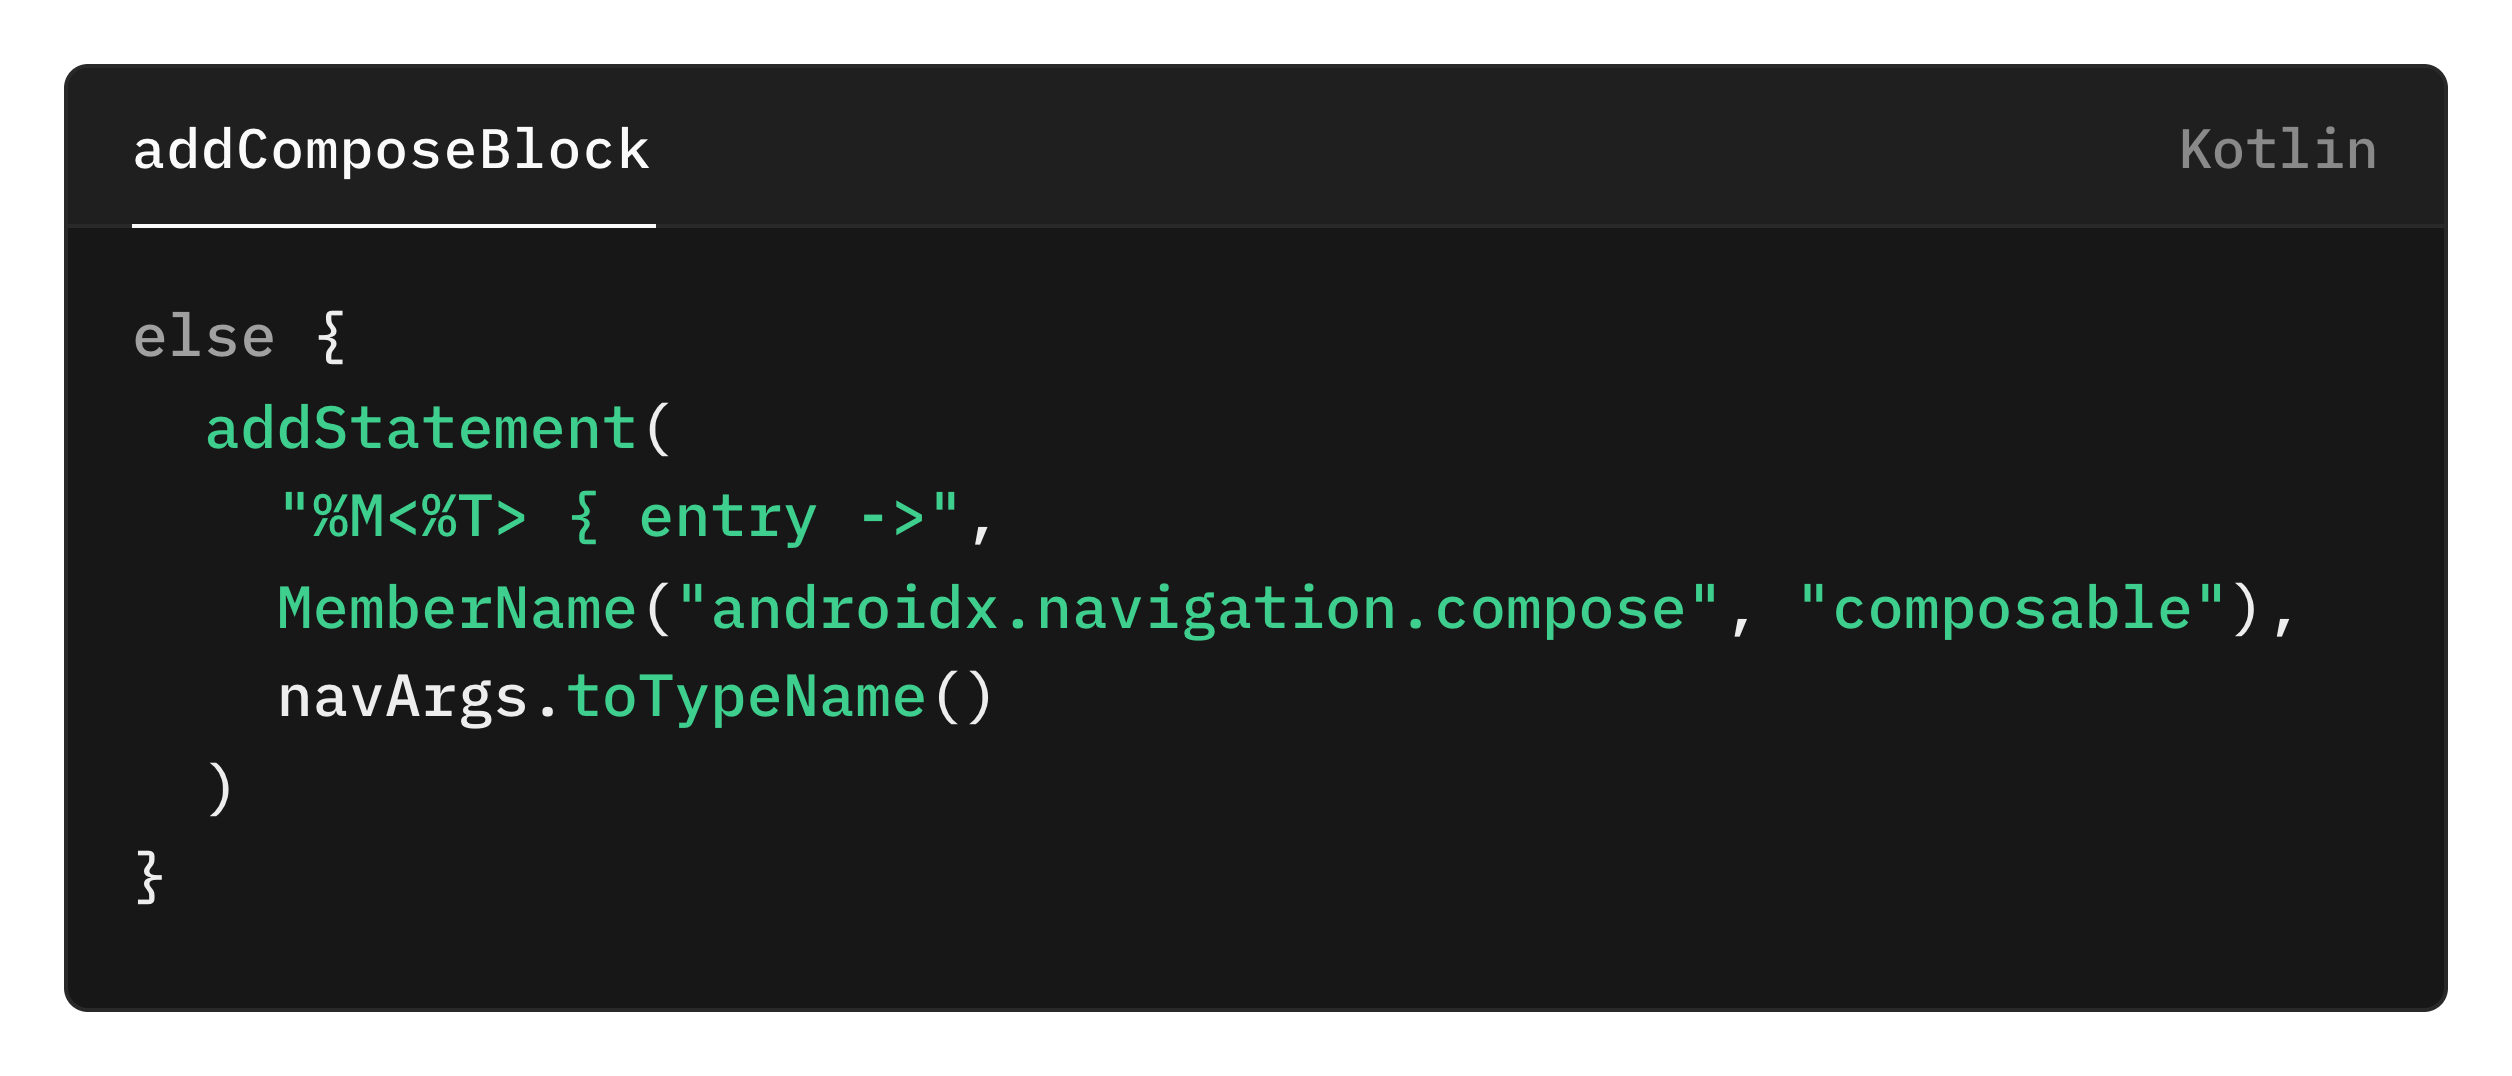 addComposeBlock
Kotlin
else {
  addStatement(
    "%M<%T> { entry ->",
    MemberName("androidx.navigation.compose", "composable"),
    navArgs.toTypeName()
  )
}